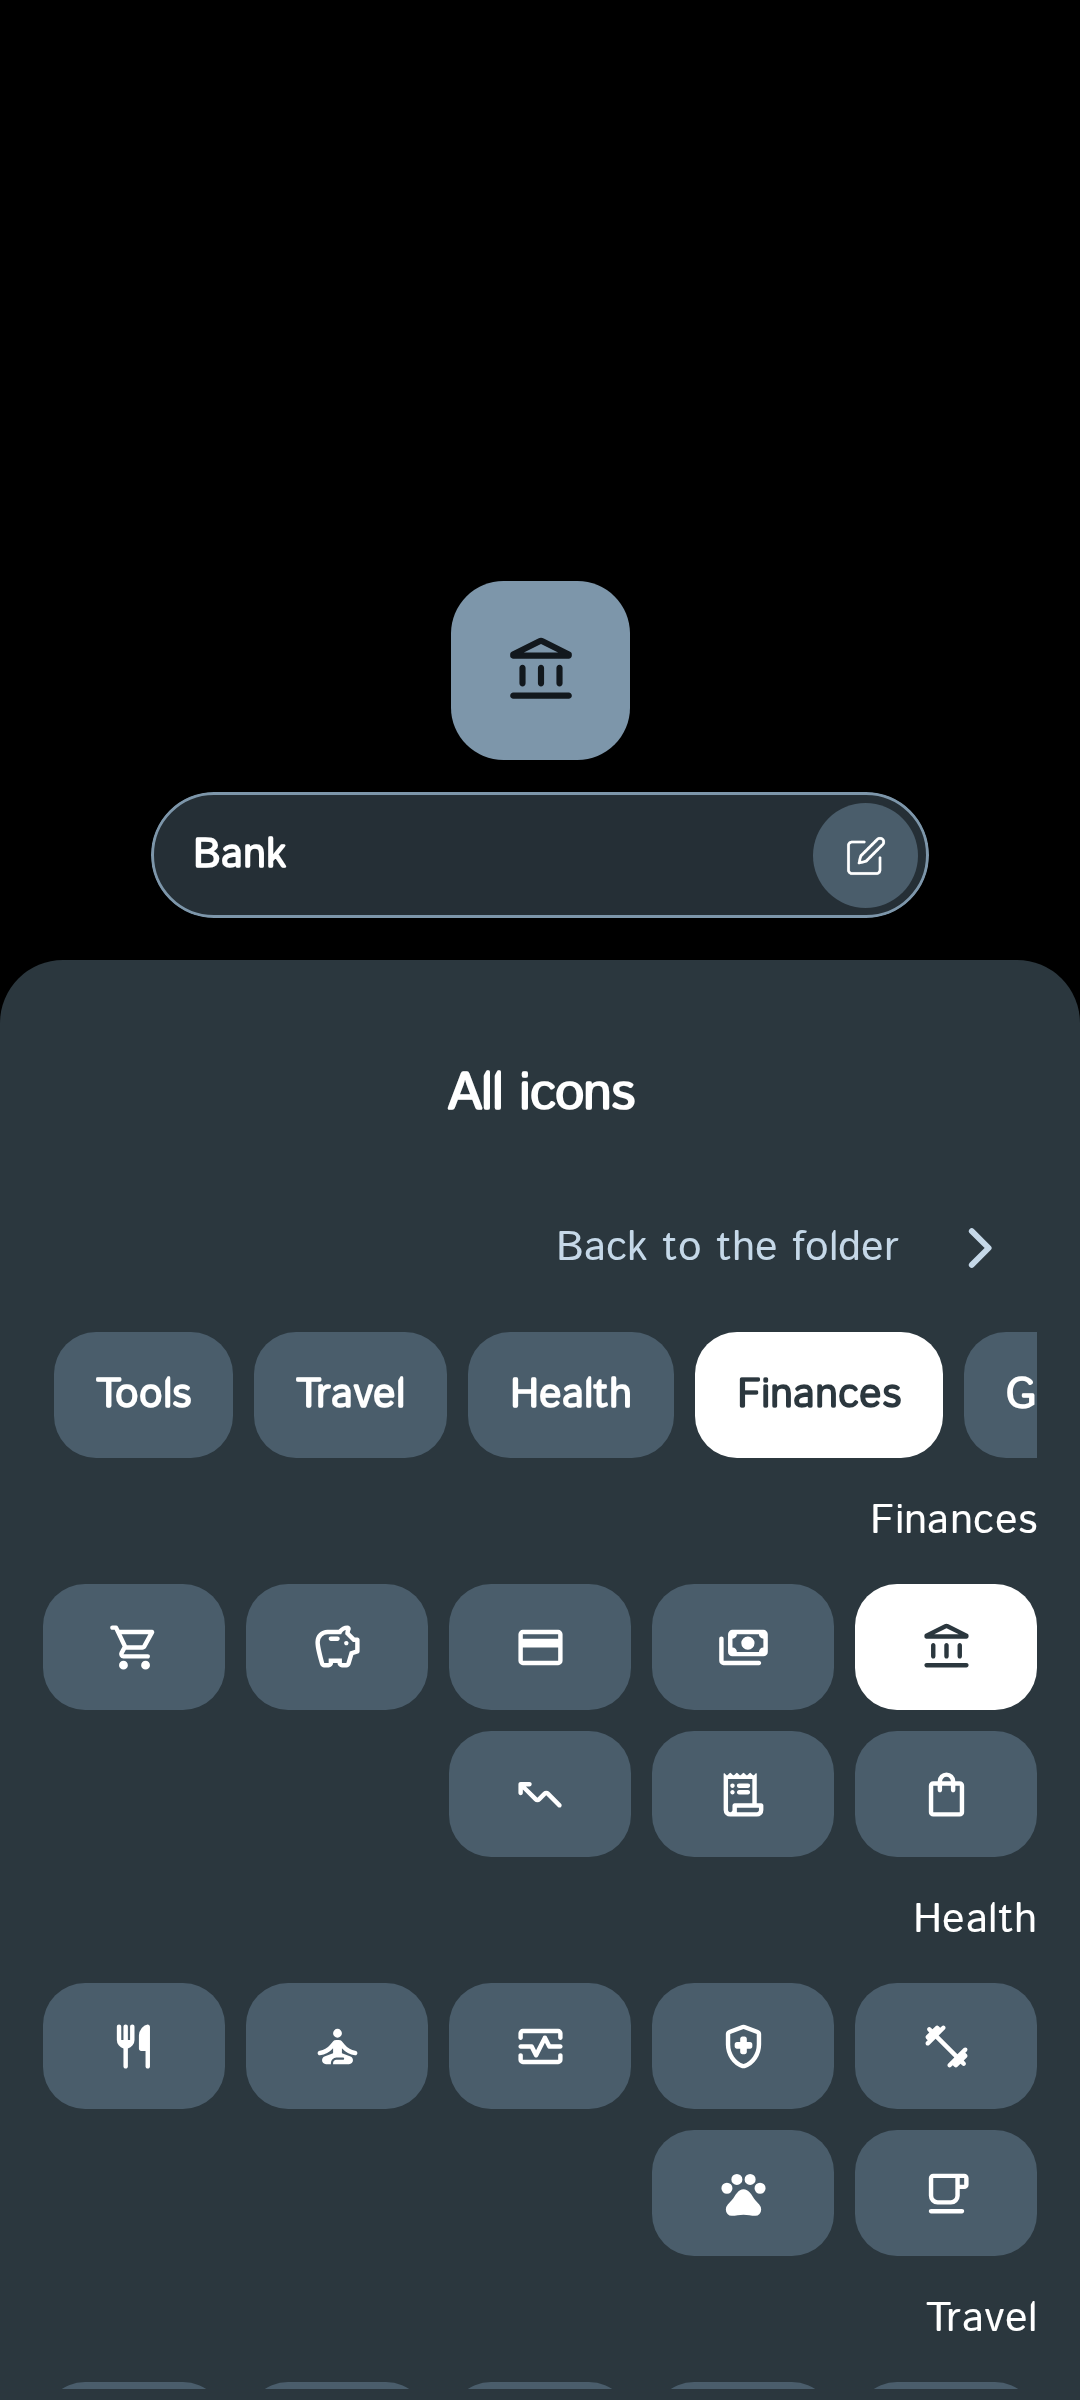 Bank
All icons
Back to the folder
Tools Travel Health Finances G
Finances
Health
Travel